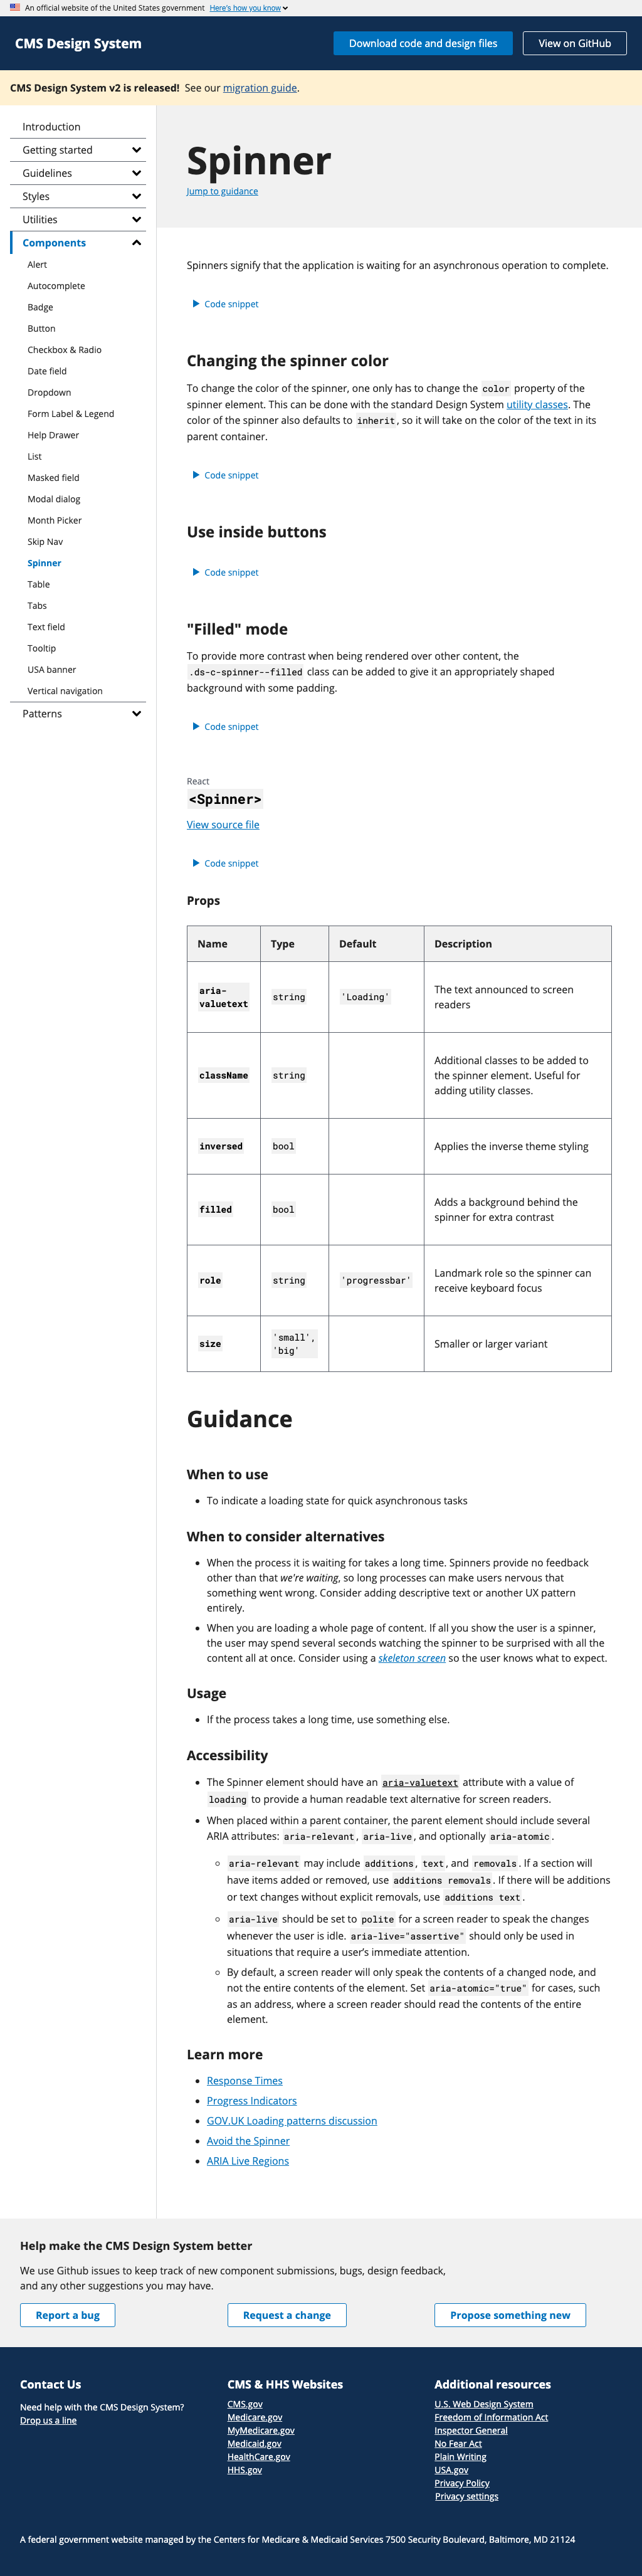 An official website of the United States government Here's how you know
CMS Design System
Download code and design files
View on GitHub
CMS Design System v2 is released! See our migration guide.
Introduction
Getting started
Guidelines
Styles
Utilities
Components
Alert
Autocomplete
Badge
Button
Checkbox & Radio
Date field
Dropdown
Form Label & Legend
Help Drawer
List
Masked field
Modal dialog
Month Picker
Skip Nav
Spinner
Table
Tabs
Text field
Tooltip
USA banner
Vertical navigation
Patterns
Spinner
Jump to guidance
Spinners signify that the application is waiting for an asynchronous operation to complete.
Code snippet
Changing the spinner color
To change the color of the spinner, one only has to change the color property of the
spinner element. This can be done with the standard Design System utility classes. The
color of the spinner also defaults to inherit, so it will take on the color of the text in its
parent container.
Code snippet
Use inside buttons
Code snippet
"Filled" mode
To provide more contrast when being rendered over other content, the
.ds-c-spinner--filled class can be added to give it an appropriately shaped
background with some padding.
Code snippet
React
<Spinner>
View source file
Code snippet
Props
Name Type Default Description
aria-
valuetext
string
'Loading'
The text announced to screen
readers
className
string
Additional classes to be added to
the spinner element. Useful for
adding utility classes.
inversed
bool
Applies the inverse theme styling
filled
bool
Adds a background behind the
spinner for extra contrast
role
string
'progressbar'
Landmark role so the spinner can
receive keyboard focus
size
'small',
'big'
Smaller or larger variant
Guidance
When to use
To indicate a loading state for quick asynchronous tasks
When to consider alternatives
When the process it is waiting for takes a long time. Spinners provide no feedback
other than that we're waiting, so long processes can make users nervous that
something went wrong. Consider adding descriptive text or another UX pattern
entirely.
When you are loading a whole page of content. If all you show the user is a spinner,
the user may spend several seconds watching the spinner to be surprised with all the
content all at once. Consider using a skeleton screen so the user knows what to expect.
Usage
If the process takes a long time, use something else.
Accessibility
The Spinner element should have an aria-valuetext attribute with a value of
loading to provide a human readable text alternative for screen readers.
When placed within a parent container, the parent element should include several
ARIA attributes: aria-relevant, aria-live, and optionally aria-atomic.
aria-relevant may include additions, text, and removals. If a section will
have items added or removed, use additions removals. If there will be additions
or text changes without explicit removals, use additions text.
aria-live should be set to polite for a screen reader to speak the changes
whenever the user is idle. aria-live="assertive" should only be used in
situations that require a user's immediate attention.
By default, a screen reader will only speak the contents of a changed node, and
not the entire contents of the element. Set aria-atomic="true" for cases, such
as an address, where a screen reader should read the contents of the entire
element.
Learn more
Response Times
Progress Indicators
GOV.UK Loading patterns discussion
Avoid the Spinner
ARIA Live Regions
Help make the CMS Design System better
We use Github issues to keep track of new component submissions, bugs, design feedback,
and any other suggestions you may have.
Report a bug
Request a change
Propose something new
Contact Us
Need help with the CMS Design System?
Drop us a line
CMS & HHS Websites
CMS.gov
Medicare.gov
MyMedicare.gov
Medicaid.gov
HealthCare.gov
HHS.gov
Additional resources
U.S. Web Design System
Freedom of Information Act
Inspector General
No Fear Act
Plain Writing
USA.gov
Privacy Policy
Privacy settings
A federal government website managed by the Centers for Medicare & Medicaid Services 7500 Security Boulevard, Baltimore, MD 21124